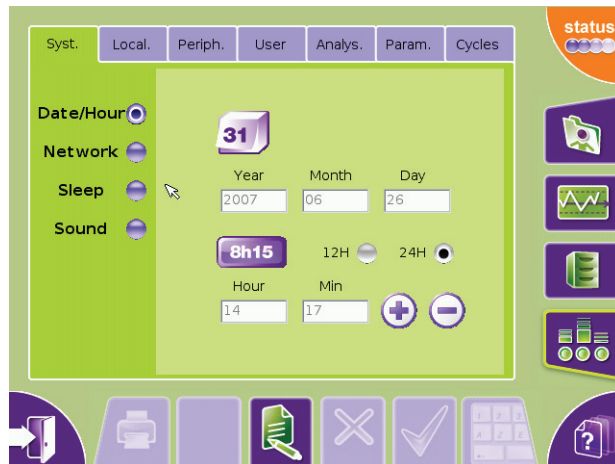 status
Syst. Local. Periph. User Analys. Param. Cycles
Date/Hour
Network
Sleep
Sound
31
Year Month Day
2007 06 26
8h15 12H 24H
Hour Min
14 17
?